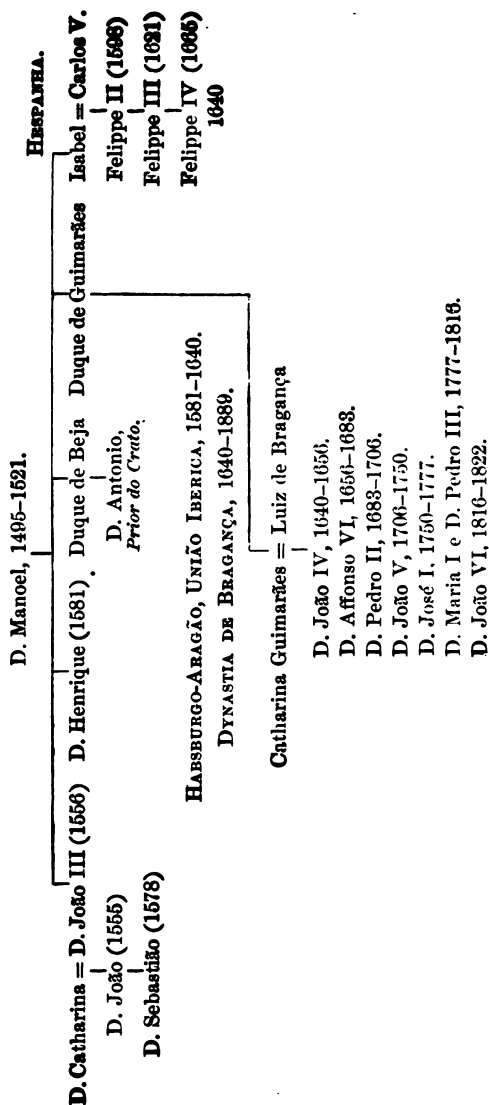 D. Manoel, 1495-1521.
HESPANHA.
D. Catharina = D. João III (1556) D. Henrique (1581). Duque de Beja Duque de Guimarães Isabel = Carlos V.
D. João (1555) D. Antonio, Felippe II (1598)
D. Sebastião (1578) Prior do Crato. Felippe III (1621)
Felippe IV (1665)
1640
HABSBURGO-ARAGÃO, UNIÃO IBERICA, 1581-1640.
DYNASTIA DE BRAGANÇA, 1640-1889.
Catharina Guimarães = Luiz de Bragança
D. João IV, 1640-1656.
D. Affonso VI, 1656-1683.
D. Pedro II, 1683-1706.
D. João V, 1706-1750.
D. José I, 1750-1777.
D. Maria I e D. Pedro III, 1777-1816.
D. João VI, 1816-1822.